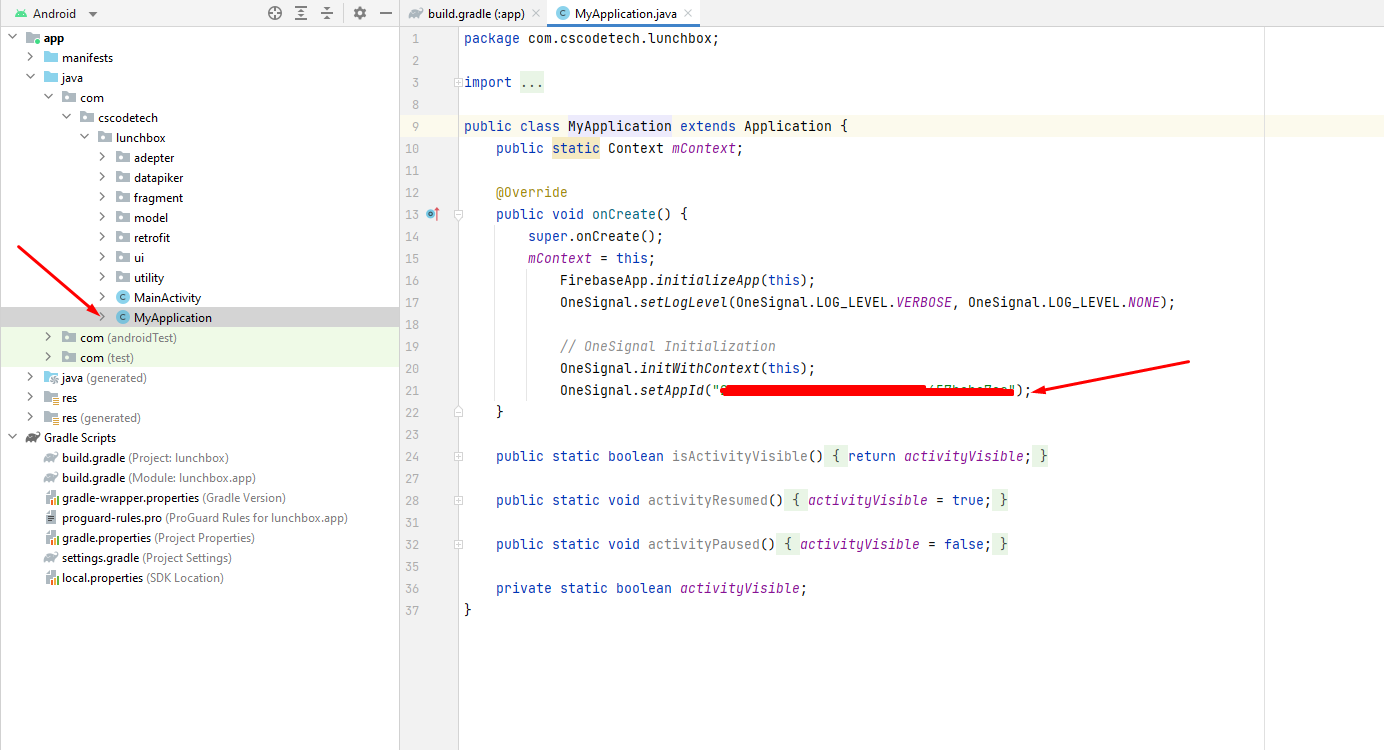 Android
app
manifests
java
com
cscodetech
lunchbox
adepter
datapiker
fragment
model
retrofit
ui
utility
C MainActivity
C MyApplication
com (androidTest)
com (test)
java (generated)
res
res (generated)
Gradle Scripts
build.gradle (Project: lunchbox)
build.gradle (Module: lunchbox.app)
gradle-wrapper.properties (Gradle Version)
proguard-rules.pro (ProGuard Rules for lunchbox.app)
gradle.properties (Project Properties)
settings.gradle (Project Settings)
local.properties (SDK Location)
build.gradle (:app) C MyApplication.java
1 package com.cscodetech.lunchbox;
2
3 import ...
8
9 public class MyApplication extends Application {
10 public static Context mContext;
11
12 @Override
13 public void onCreate() {
14 super.onCreate();
15 mContext = this;
16 FirebaseApp.initializeApp(this);
17 OneSignal.setLogLevel(OneSignal.LOG_LEVEL.VERBOSE, OneSignal.LOG_LEVEL.NONE);
18
19 // OneSignal Initialization
20 OneSignal.initWithContext(this);
21 OneSignal.setAppId("");
22 }
23
24 public static boolean isActivityVisible() { return activityVisible; }
27
28 public static void activityResumed() { activityVisible = true; }
31
32 public static void activityPaused() { activityVisible = false; }
35
36 private static boolean activityVisible;
37 }